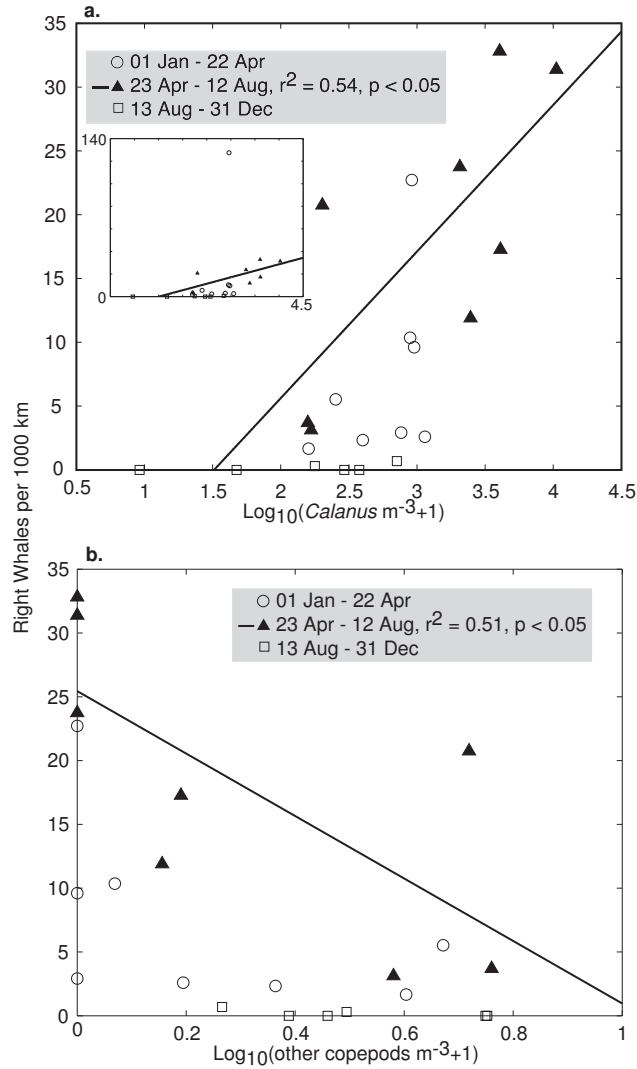 a.
35
30
25
20
15
10
5
0
○ 01 Jan - 22 Apr
▲ 23 Apr - 12 Aug, r² = 0.54, p < 0.05
□ 13 Aug - 31 Dec
140
0
4.5
0.5 1 1.5 2 2.5 3 3.5 4 4.5
Log₁₀(Calanus m⁻³+1)
Right Whales per 1000 km
b.
35
30
25
20
15
10
5
0
○ 01 Jan - 22 Apr
▲ 23 Apr - 12 Aug, r² = 0.51, p < 0.05
□ 13 Aug - 31 Dec
0 0.2 0.4 0.6 0.8 1
Log₁₀(other copepods m⁻³+1)